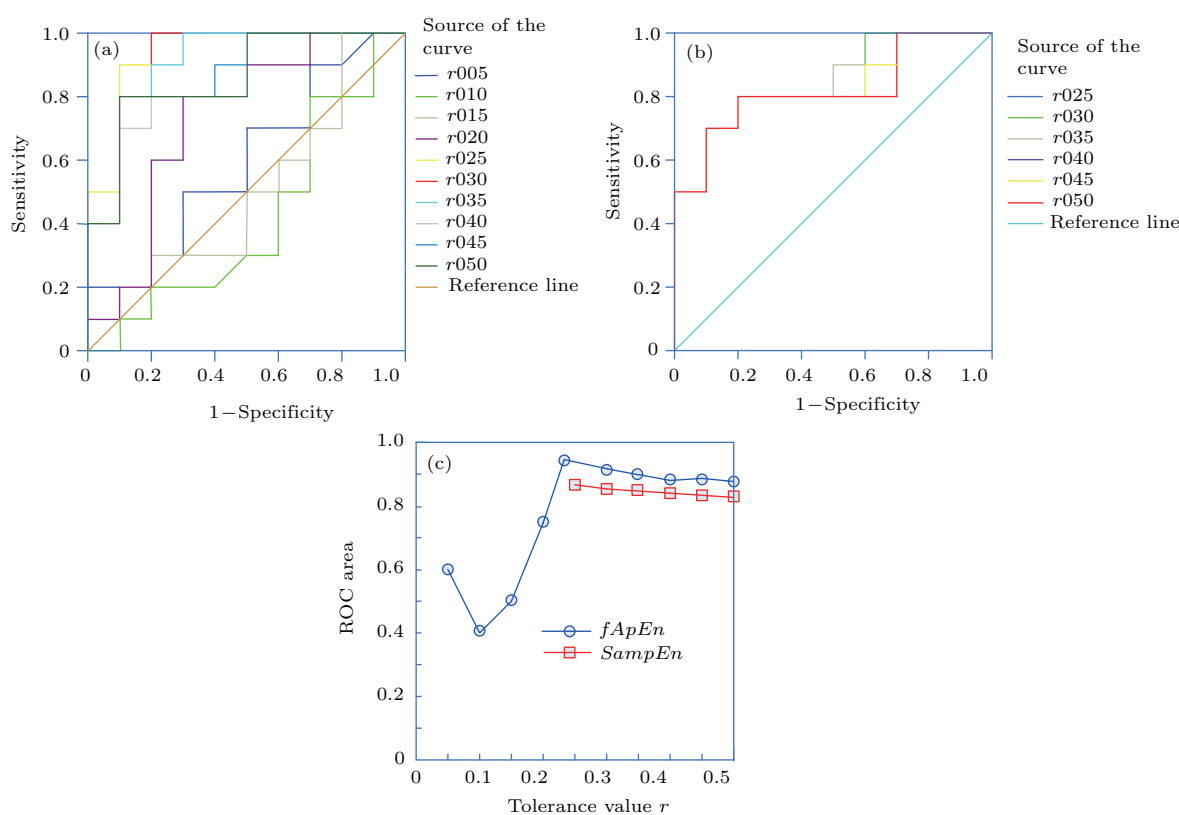 (a)
1.0
0.8
0.6
0.4
0.2
0
Sensitivity
0 0.2 0.4 0.6 0.8 1.0
1−Specificity
Source of the
curve
r005
r010
r015
r020
r025
r030
r035
r040
r045
r050
Reference line
(b)
1.0
0.8
0.6
0.4
0.2
0
Sensitivity
0 0.2 0.4 0.6 0.8 1.0
1−Specificity
Source of the
curve
r025
r030
r035
r040
r045
r050
Reference line
(c)
1.0
0.8
0.6
0.4
0.2
0
ROC area
fApEn
SampEn
0 0.1 0.2 0.3 0.4 0.5
Tolerance value r